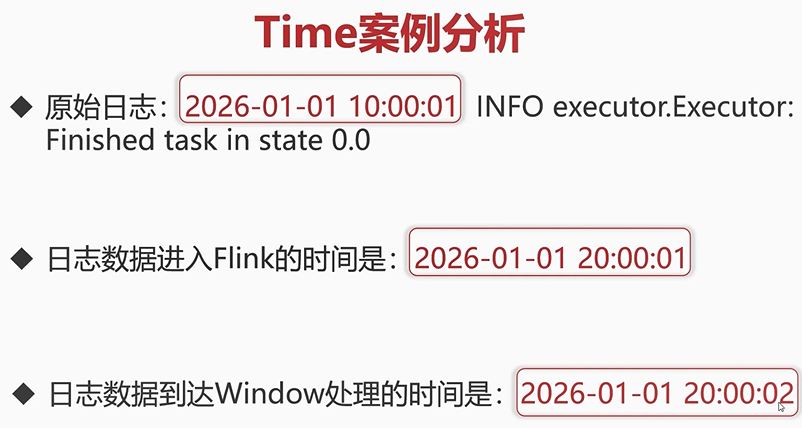 Time案例分析
◆ 原始日志：2026-01-01 10:00:01 INFO executor.Executor:
Finished task in state 0.0
◆ 日志数据进入Flink的时间是：2026-01-01 20:00:01
◆ 日志数据到达Window处理的时间是：2026-01-01 20:00:02